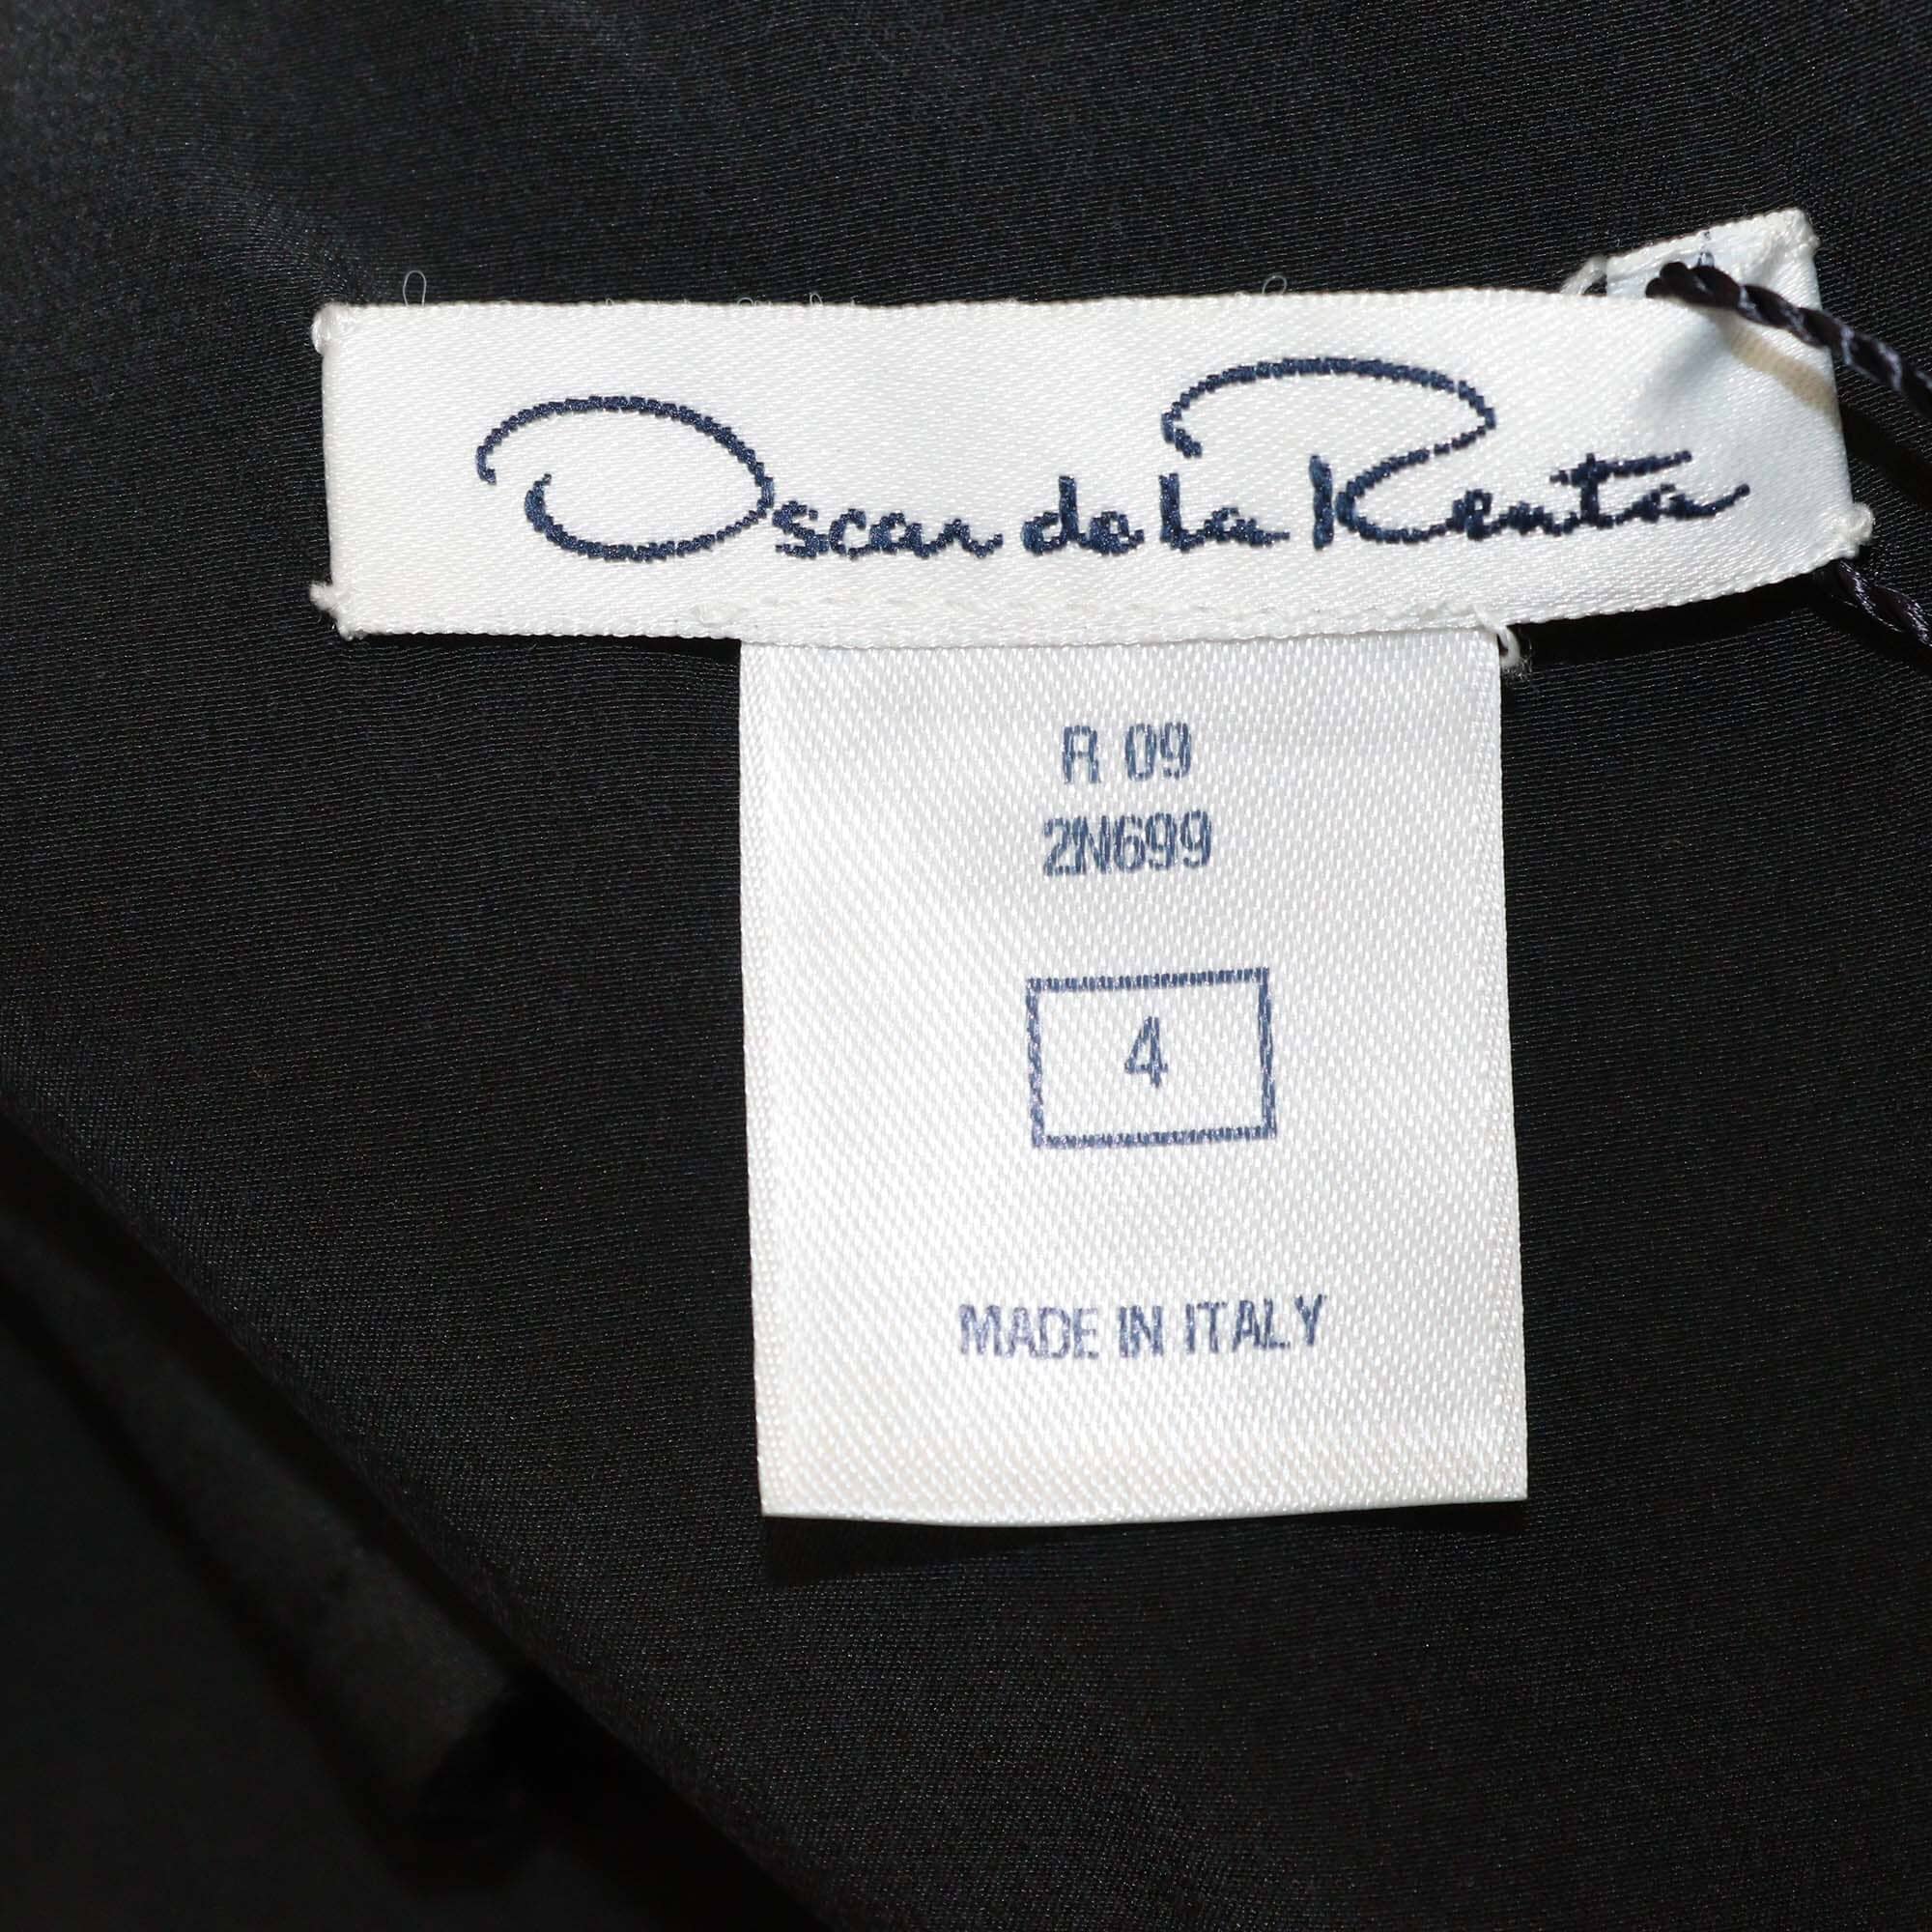 Oscar de la Renta
R 09
2N699
4
MADE IN ITALY